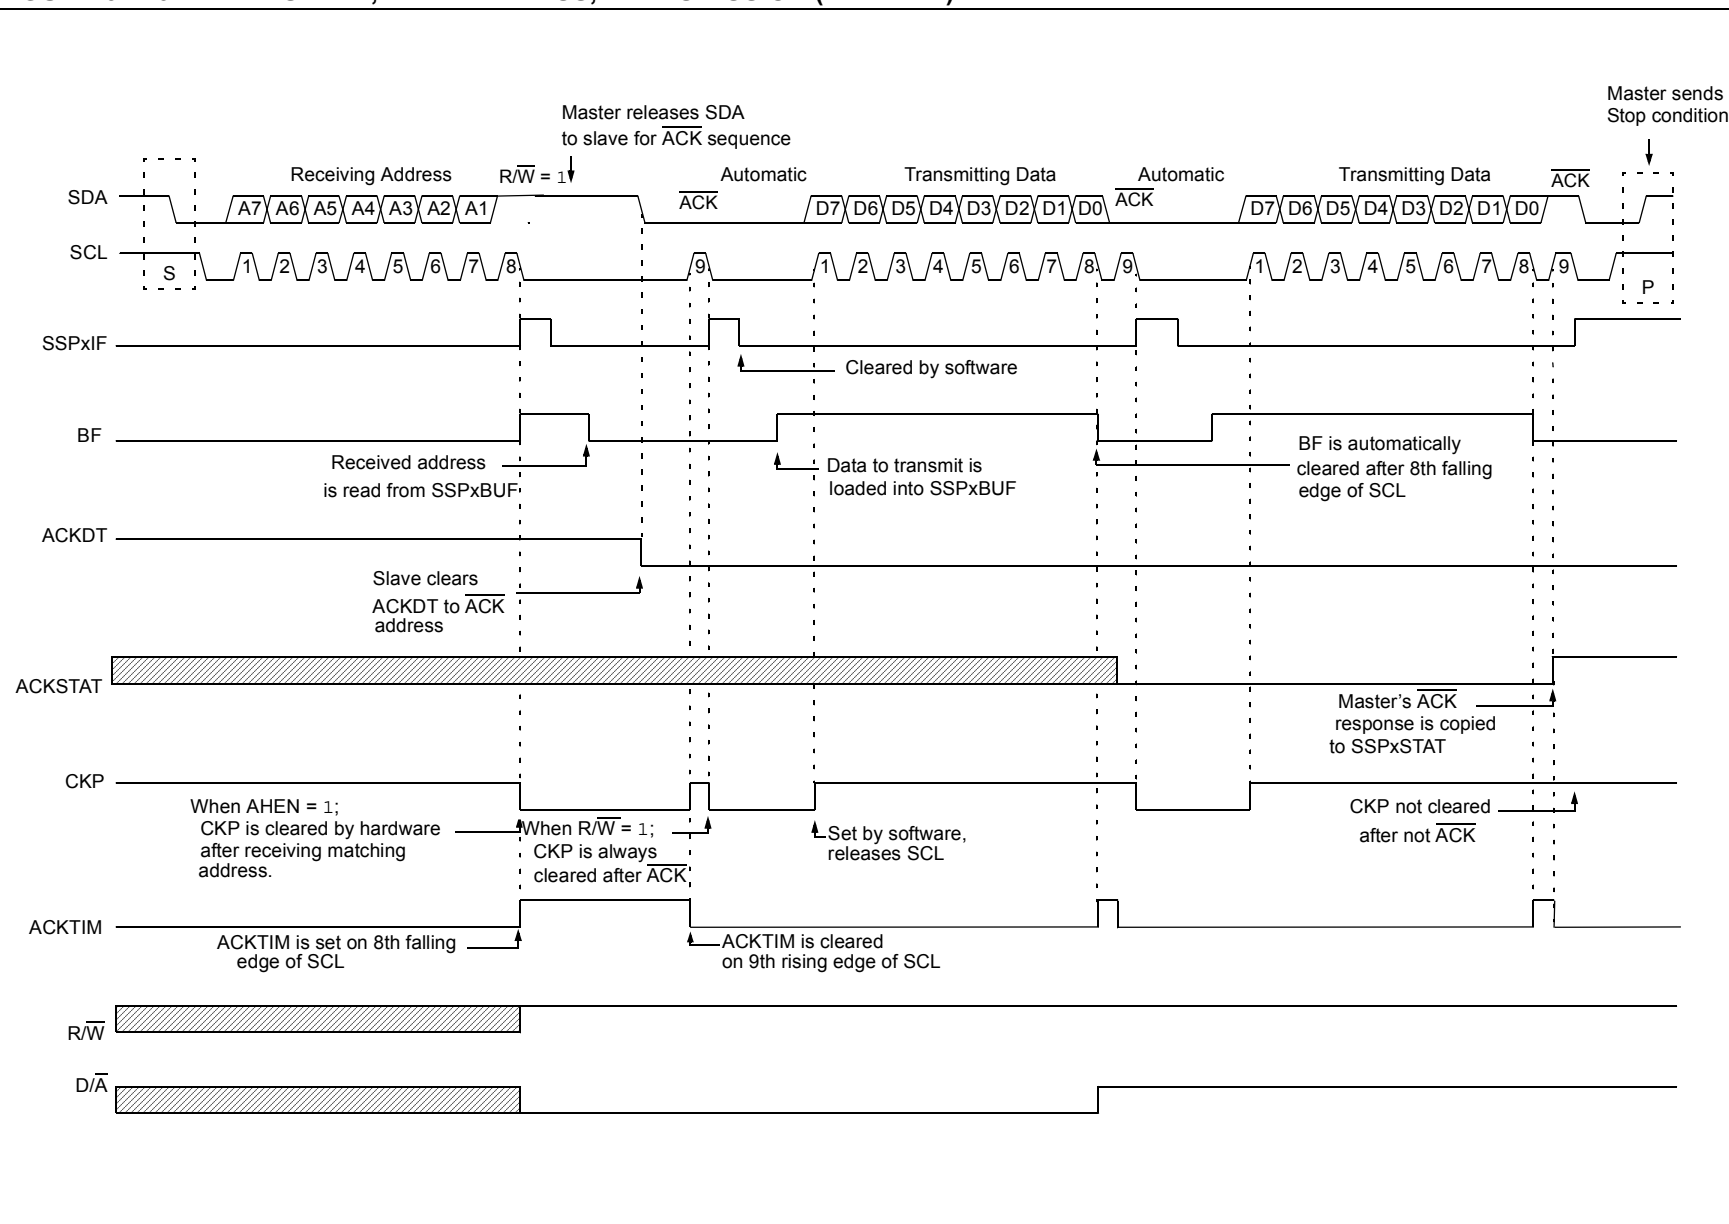 Master sends
Stop condition
Master releases SDA
to slave for ACK sequence
Receiving Address
R/W = 1
Automatic
Transmitting Data
Automatic
Transmitting Data
ACK
SDA
A7 A6 A5 A4 A3 A2 A1
ACK
D7 D6 D5 D4 D3 D2 D1 D0
ACK
D7 D6 D5 D4 D3 D2 D1 D0
SCL
S
1 2 3 4 5 6 7 8
9
1 2 3 4 5 6 7 8 9
1 2 3 4 5 6 7 8 9
P
SSPxIF
Cleared by software
BF
Received address
is read from SSPxBUF
Data to transmit is
loaded into SSPxBUF
BF is automatically
cleared after 8th falling
edge of SCL
ACKDT
Slave clears
ACKDT to ACK
address
ACKSTAT
Master's ACK
response is copied
to SSPxSTAT
CKP
When AHEN = 1;
CKP is cleared by hardware
after receiving matching
address.
When R/W = 1;
CKP is always
cleared after ACK
Set by software,
releases SCL
CKP not cleared
after not ACK
ACKTIM
ACKTIM is set on 8th falling
edge of SCL
ACKTIM is cleared
on 9th rising edge of SCL
R/W
D/A